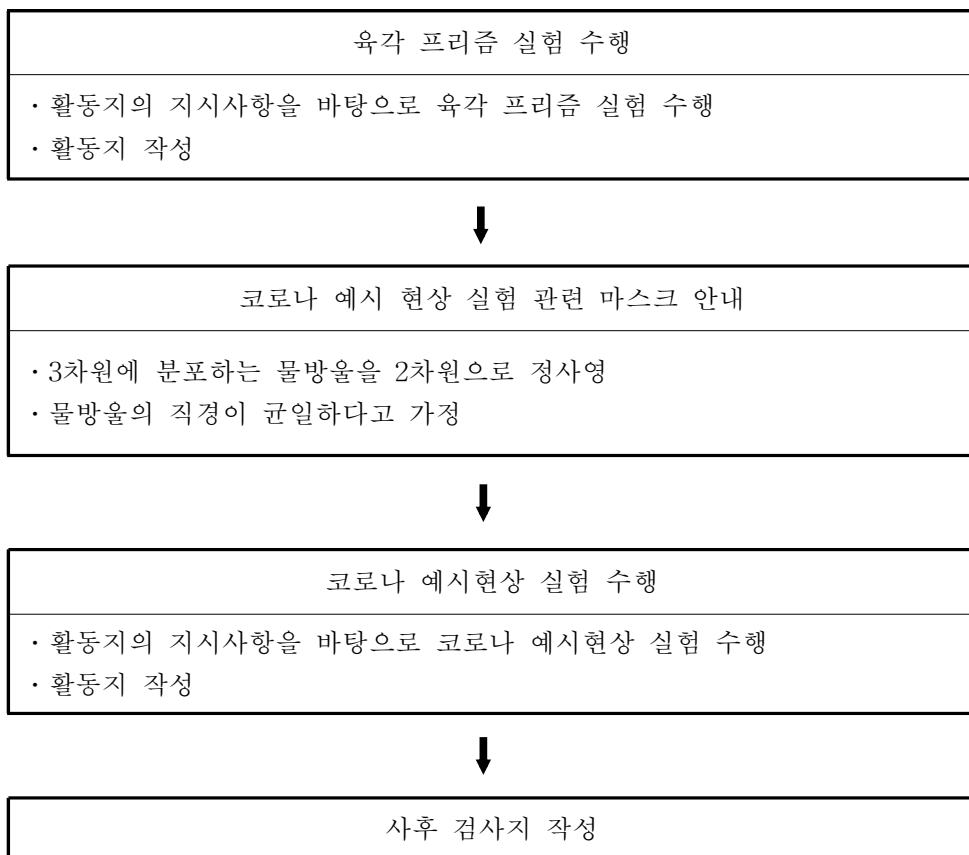 육각 프리즘 실험 수행
· 활동지의 지시사항을 바탕으로 육각 프리즘 실험 수행
· 활동지 작성
코로나 예시 현상 실험 관련 마스크 안내
· 3차원에 분포하는 물방울을 2차원으로 정사영
· 물방울의 직경이 균일하다고 가정
코로나 예시현상 실험 수행
· 활동지의 지시사항을 바탕으로 코로나 예시현상 실험 수행
· 활동지 작성
사후 검사지 작성